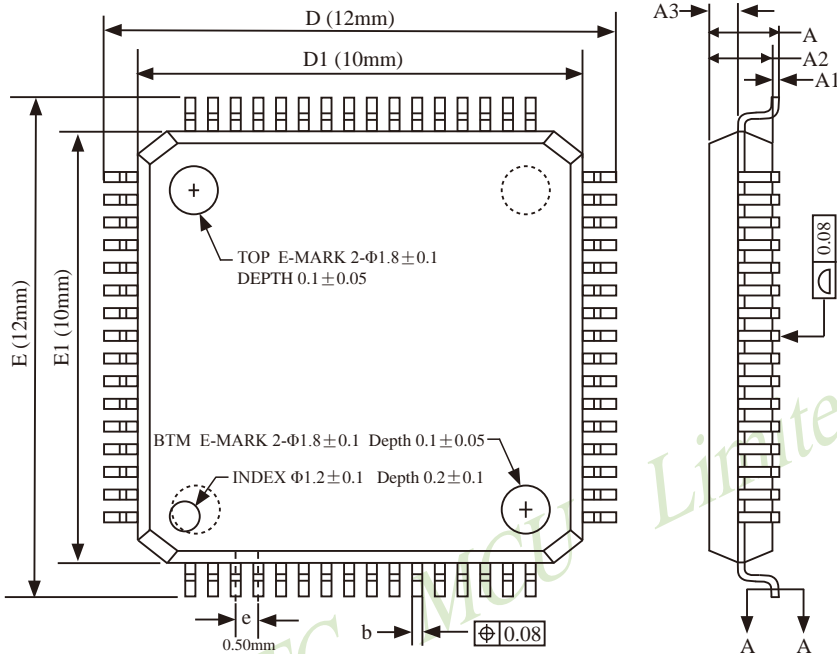 D (12mm)
D1 (10mm)
A3
A
A2
A1
E (12mm)
E1 (10mm)
TOP E-MARK 2-Φ1.8±0.1
DEPTH 0.1±0.05
0.08
BTM E-MARK 2-Φ1.8±0.1 Depth 0.1±0.05
INDEX Φ1.2±0.1 Depth 0.2±0.1
MCU Limite
e
0.50mm
b
0.08
A A